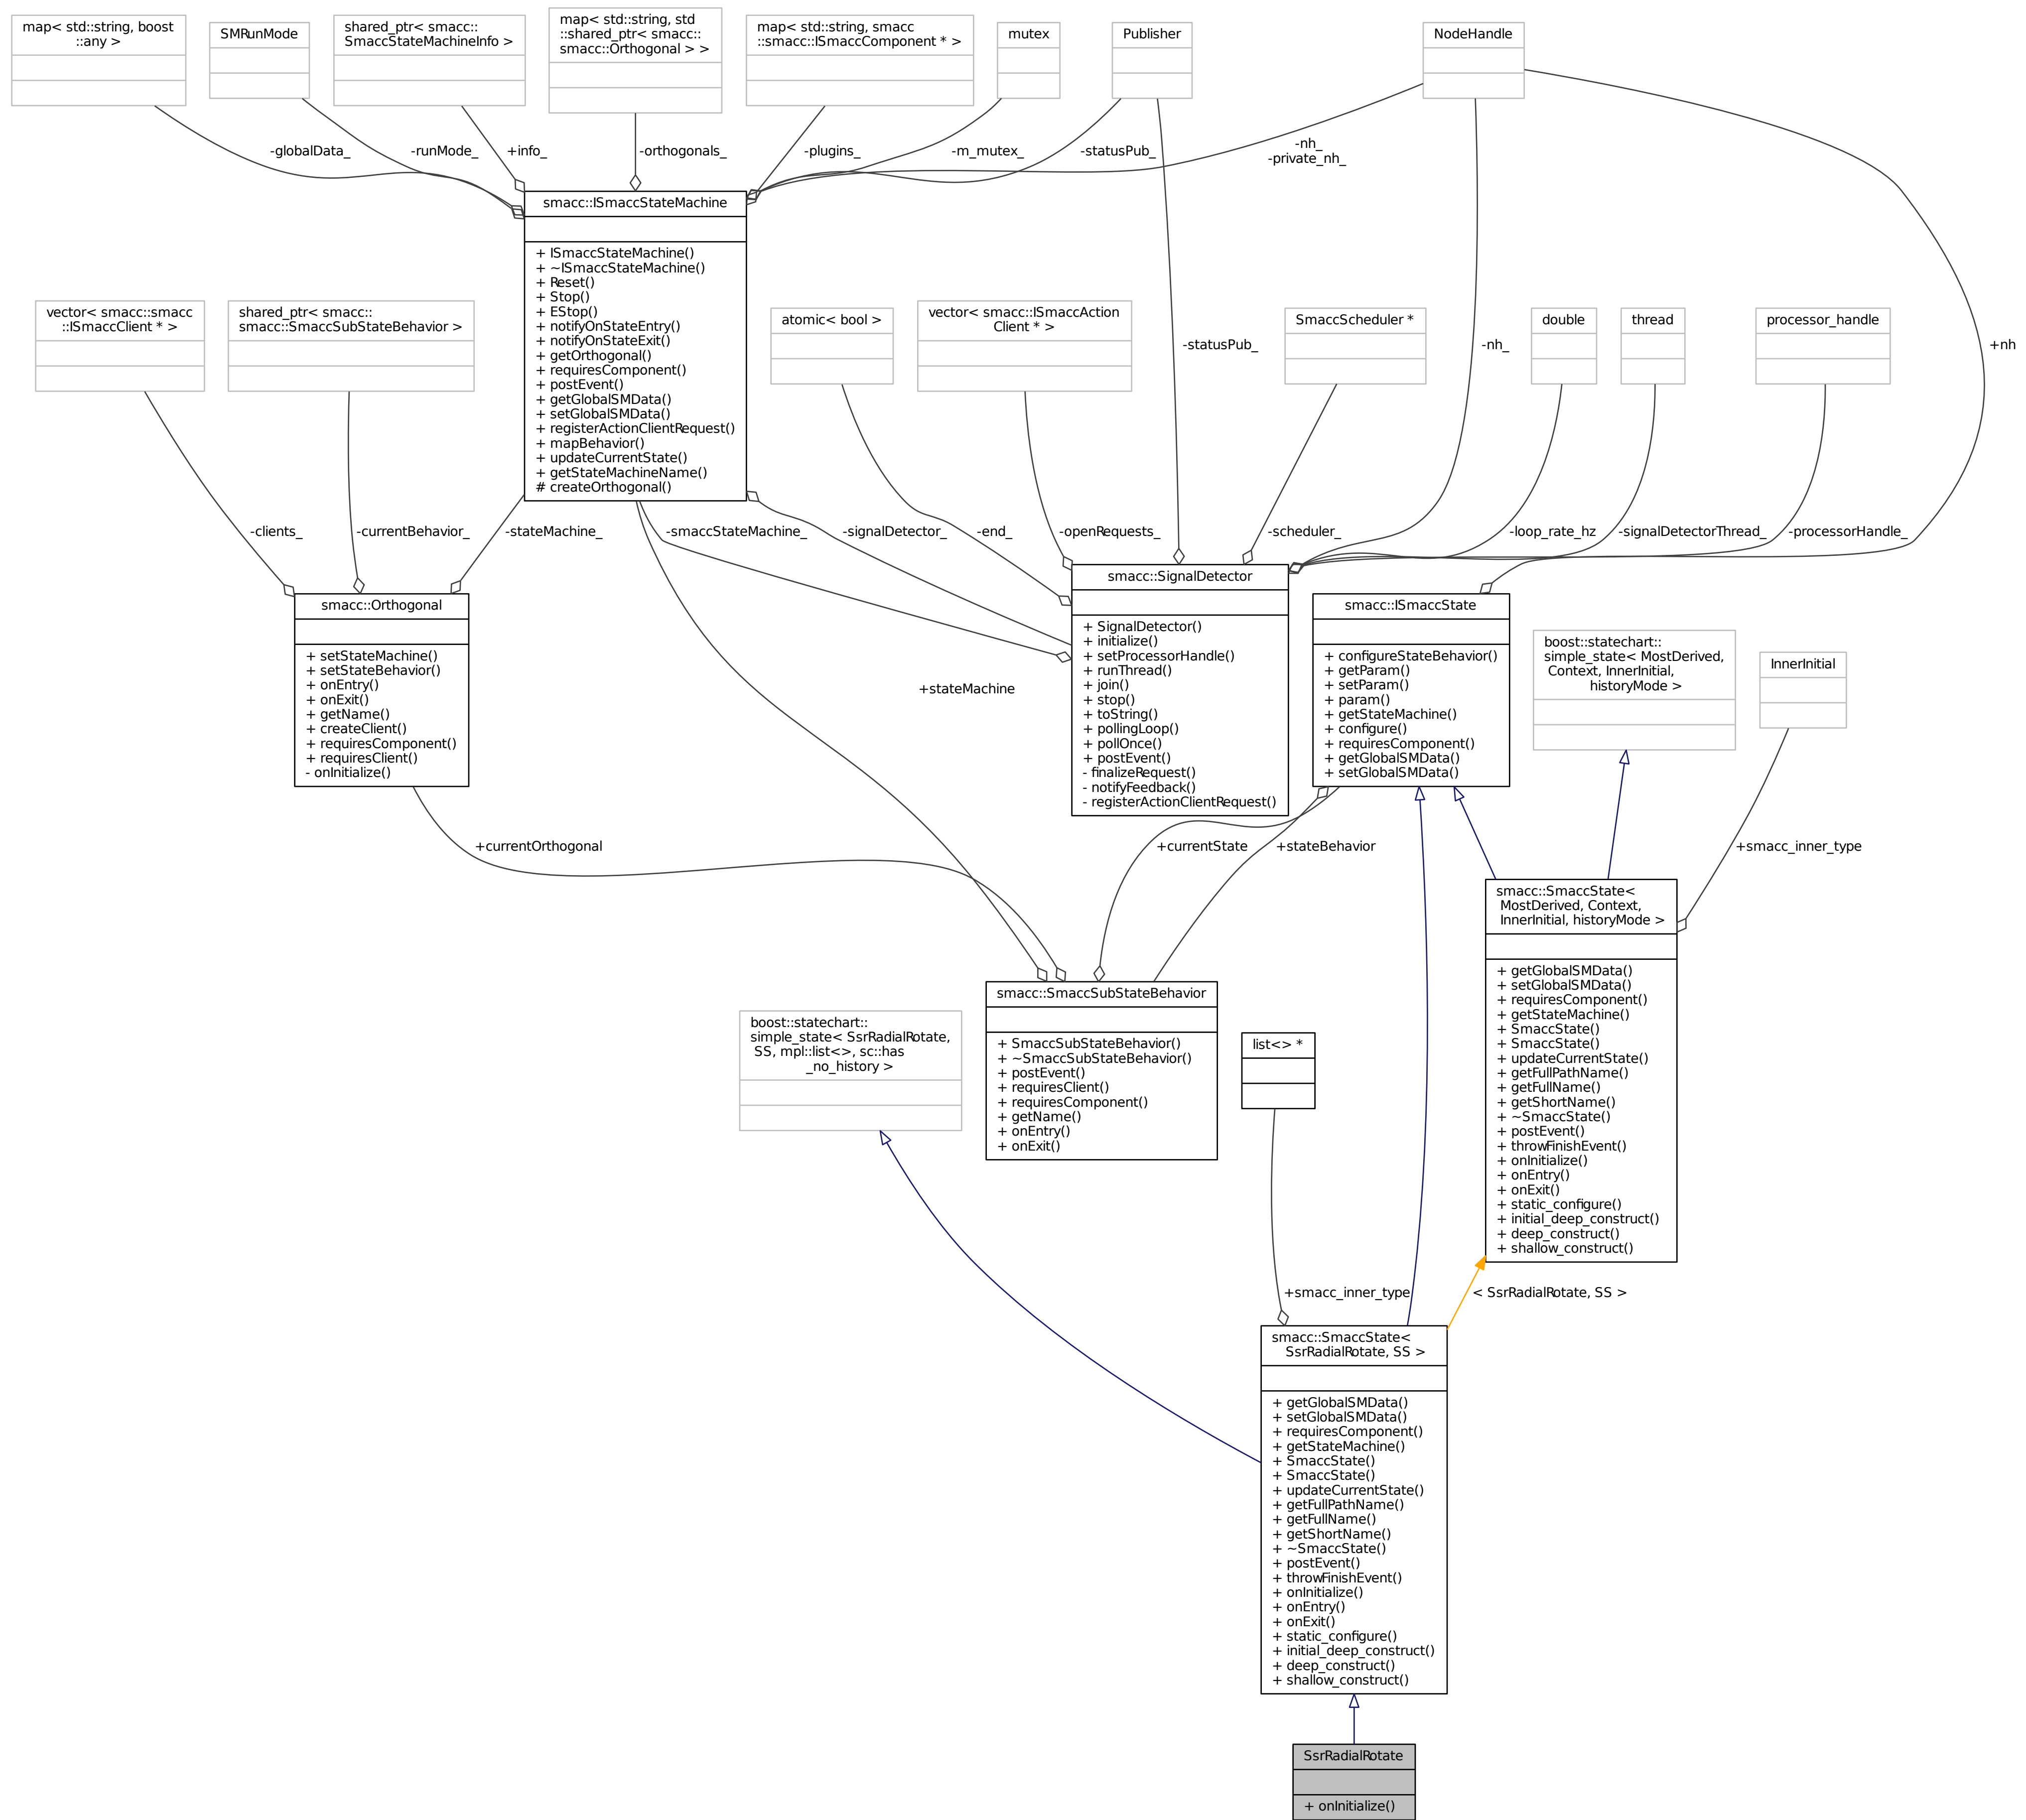 map< std::string, boost
::any >
SMRunMode
shared_ptr< smacc::
SmaccStateMachineInfo >
map< std::string, std
::shared_ptr< smacc::
smacc::Orthogonal > >
map< std::string, smacc
::smacc::ISmaccComponent * >
mutex
Publisher
NodeHandle
-globalData_
-runMode_
+info_
-orthogonals_
-plugins_
-m_mutex_
-statusPub_
-nh_
-private_nh_
smacc::ISmaccStateMachine
+ ISmaccStateMachine()
+ ~ISmaccStateMachine()
+ Reset()
+ Stop()
+ EStop()
+ notifyOnStateEntry()
+ notifyOnStateExit()
+ getOrthogonal()
+ requiresComponent()
+ postEvent()
+ getGlobalSMData()
+ setGlobalSMData()
+ registerActionClientRequest()
+ mapBehavior()
+ updateCurrentState()
+ getStateMachineName()
# createOrthogonal()
vector< smacc::smacc
::ISmaccClient * >
shared_ptr< smacc::
smacc::SmaccSubStateBehavior >
atomic< bool >
vector< smacc::ISmaccAction
Client * >
-statusPub_
SmaccScheduler *
-nh_
double
thread
processor_handle
+nh
-clients_
-currentBehavior_
-stateMachine_
-smaccStateMachine_
-signalDetector_
-end_
-openRequests_
-scheduler_
-loop_rate_hz
-signalDetectorThread_
-processorHandle_
smacc::Orthogonal
+ setStateMachine()
+ setStateBehavior()
+ onEntry()
+ onExit()
+ getName()
+ createClient()
+ requiresComponent()
+ requiresClient()
- onInitialize()
+stateMachine
smacc::SignalDetector
+ SignalDetector()
+ initialize()
+ setProcessorHandle()
+ runThread()
+ join()
+ stop()
+ toString()
+ pollingLoop()
+ pollOnce()
+ postEvent()
- finalizeRequest()
- notifyFeedback()
- registerActionClientRequest()
smacc::ISmaccState
+ configureStateBehavior()
+ getParam()
+ setParam()
+ param()
+ getStateMachine()
+ configure()
+ requiresComponent()
+ getGlobalSMData()
+ setGlobalSMData()
boost::statechart::
simple_state< MostDerived,
Context, InnerInitial,
historyMode >
InnerInitial
+currentOrthogonal
+currentState
+stateBehavior
+smacc_inner_type
smacc::SmaccState<
MostDerived, Context,
InnerInitial, historyMode >
+ getGlobalSMData()
+ setGlobalSMData()
+ requiresComponent()
+ getStateMachine()
+ SmaccState()
+ SmaccState()
+ updateCurrentState()
+ getFullPathName()
+ getFullName()
+ getShortName()
+ ~SmaccState()
+ postEvent()
+ throwFinishEvent()
+ onInitialize()
+ onEntry()
+ onExit()
+ static_configure()
+ initial_deep_construct()
+ deep_construct()
+ shallow_construct()
boost::statechart::
simple_state< SsrRadialRotate,
SS, mpl::list<>, sc::has
_no_history >
smacc::SmaccSubStateBehavior
+ SmaccSubStateBehavior()
+ ~SmaccSubStateBehavior()
+ postEvent()
+ requiresClient()
+ requiresComponent()
+ getName()
+ onEntry()
+ onExit()
list<> *
+smacc_inner_type
< SsrRadialRotate, SS >
smacc::SmaccState<
SsrRadialRotate, SS >
+ getGlobalSMData()
+ setGlobalSMData()
+ requiresComponent()
+ getStateMachine()
+ SmaccState()
+ SmaccState()
+ updateCurrentState()
+ getFullPathName()
+ getFullName()
+ getShortName()
+ ~SmaccState()
+ postEvent()
+ throwFinishEvent()
+ onInitialize()
+ onEntry()
+ onExit()
+ static_configure()
+ initial_deep_construct()
+ deep_construct()
+ shallow_construct()
SsrRadialRotate
+ onInitialize()